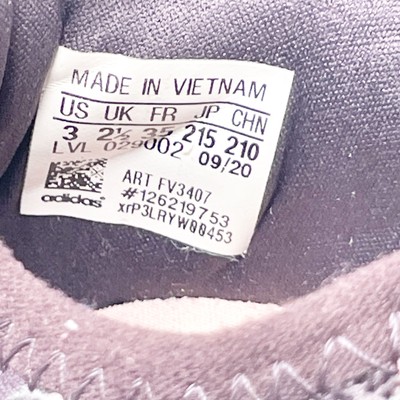 MADE IN VIETNAM
US UK FR JP CHN
3 2½ 35 215 210
LVL 029002 09/20
ART FV3407
#126219753
xrP3LRYW00453
adidas